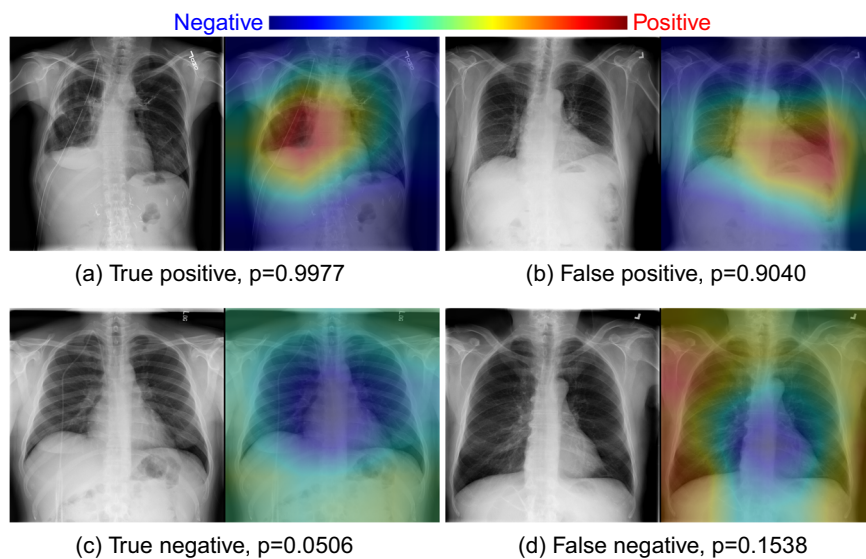 Negative Positive
(a) True positive, p=0.9977
(b) False positive, p=0.9040
(c) True negative, p=0.0506
(d) False negative, p=0.1538